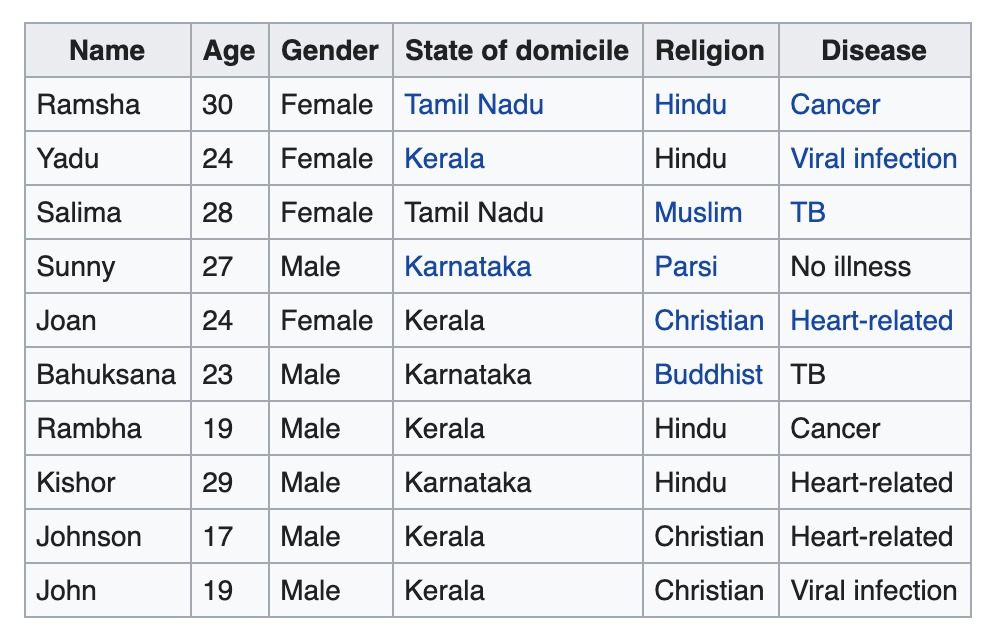 Name Age Gender State of domicile Religion Disease
Ramsha 30 Female Tamil Nadu Hindu Cancer
Yadu 24 Female Kerala Hindu Viral infection
Salima 28 Female Tamil Nadu Muslim TB
Sunny 27 Male Karnataka Parsi No illness
Joan 24 Female Kerala Christian Heart-related
Bahuksana 23 Male Karnataka Buddhist TB
Rambha 19 Male Kerala Hindu Cancer
Kishor 29 Male Karnataka Hindu Heart-related
Johnson 17 Male Kerala Christian Heart-related
John 19 Male Kerala Christian Viral infection